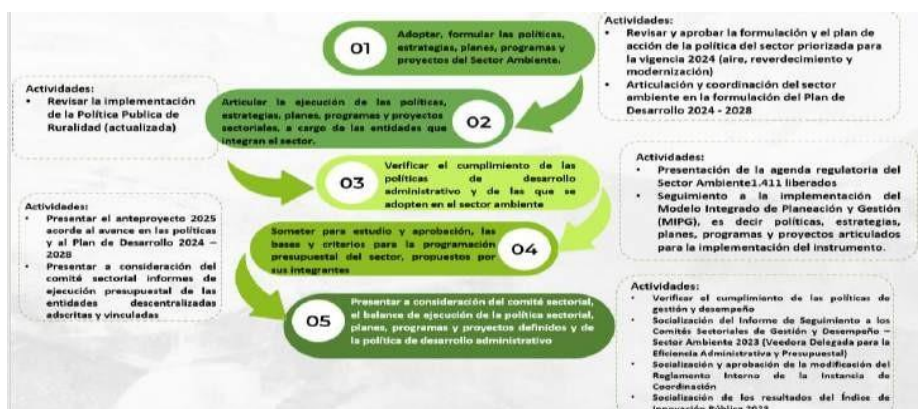 01
Adoptar, formular las políticas,
estrategias, planes, programas y
proyectos del Sector Ambiente.
Actividades:
• Revisar y aprobar la formulación y el plan de
acción de la política del sector priorizada para
la vigencia 2024 (aire, reverdecimiento y
modernización)
• Articulación y coordinación del sector
ambiente en la formulación del Plan de
Desarrollo 2024 - 2028
Actividades:
• Revisar la implementación
de la Política Publica de
Ruralidad (actualizada)
Articular la ejecución de las políticas,
estrategias, planes, programas y proyectos
sectoriales, a cargo de las entidades que
integran el sector.
02
03
Verificar el cumplimiento de las
políticas de desarrollo
administrativo y de las que se
adopten en el sector ambiente
Actividades:
• Presentación de la agenda regulatoria del
Sector Ambiente1.411 liberados
• Seguimiento a la implementación del
Modelo Integrado de Planeación y Gestión
(MIPG), es decir políticas, estrategias,
planes, programas y proyectos articulados
para la implementación del instrumento.
Actividades:
• Presentar el anteproyecto 2025
acorde al avance en las políticas
y al Plan de Desarrollo 2024 –
2028
• Presentar a consideración del
comité sectorial informes de
ejecución presupuestal de las
entidades descentralizadas
adscritas y vinculadas
Someter para estudio y aprobación, las
bases y criterios para la programación
presupuestal del sector, propuestos por
sus integrantes
04
05
Presentar a consideración del comité sectorial,
el balance de ejecución de la política sectorial,
planes, programas y proyectos definidos y de
la política de desarrollo administrativo
Actividades:
• Verificar el cumplimiento de las políticas de
gestión y desempeño
• Socialización del Informe de Seguimiento a los
Comités Sectoriales de Gestión y Desempeño –
Sector Ambiente 2023 (Veedora Delegada para la
Eficiencia Administrativa y Presupuestal)
• Socialización y aprobación de la modificación del
Reglamento Interno de la Instancia de
Coordinación
• Socialización de los resultados del Índice de
Innovación Pública 2023